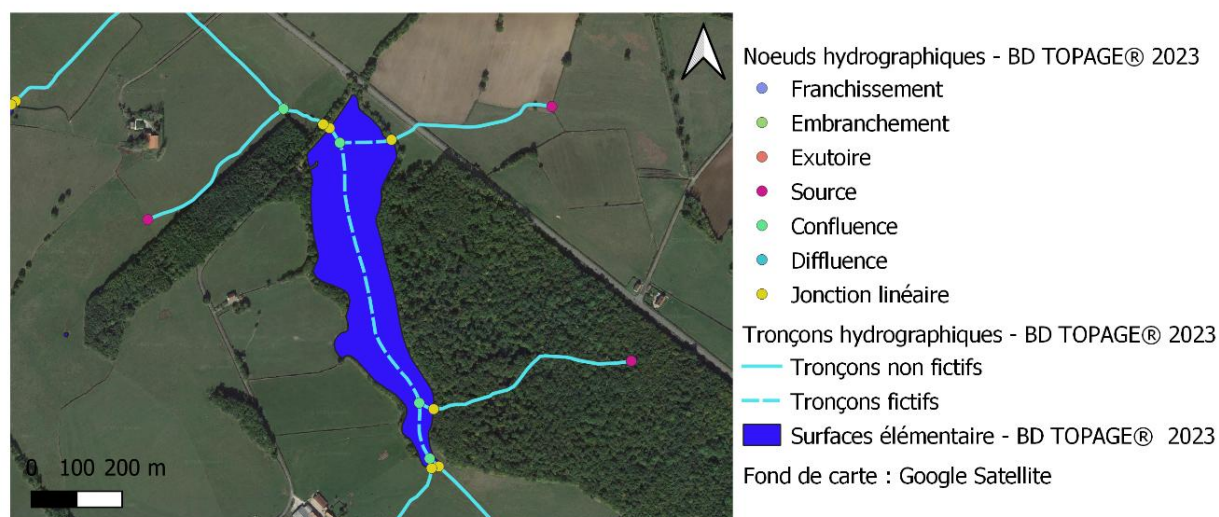 Noeuds hydrographiques - BD TOPAGE® 2023
Franchissement
Embranchement
Exutoire
Source
Confluence
Diffluence
Jonction linéaire
Tronçons hydrographiques - BD TOPAGE® 2023
Tronçons non fictifs
Tronçons fictifs
Surfaces élémentaire - BD TOPAGE® 2023
Fond de carte : Google Satellite
0 100 200 m